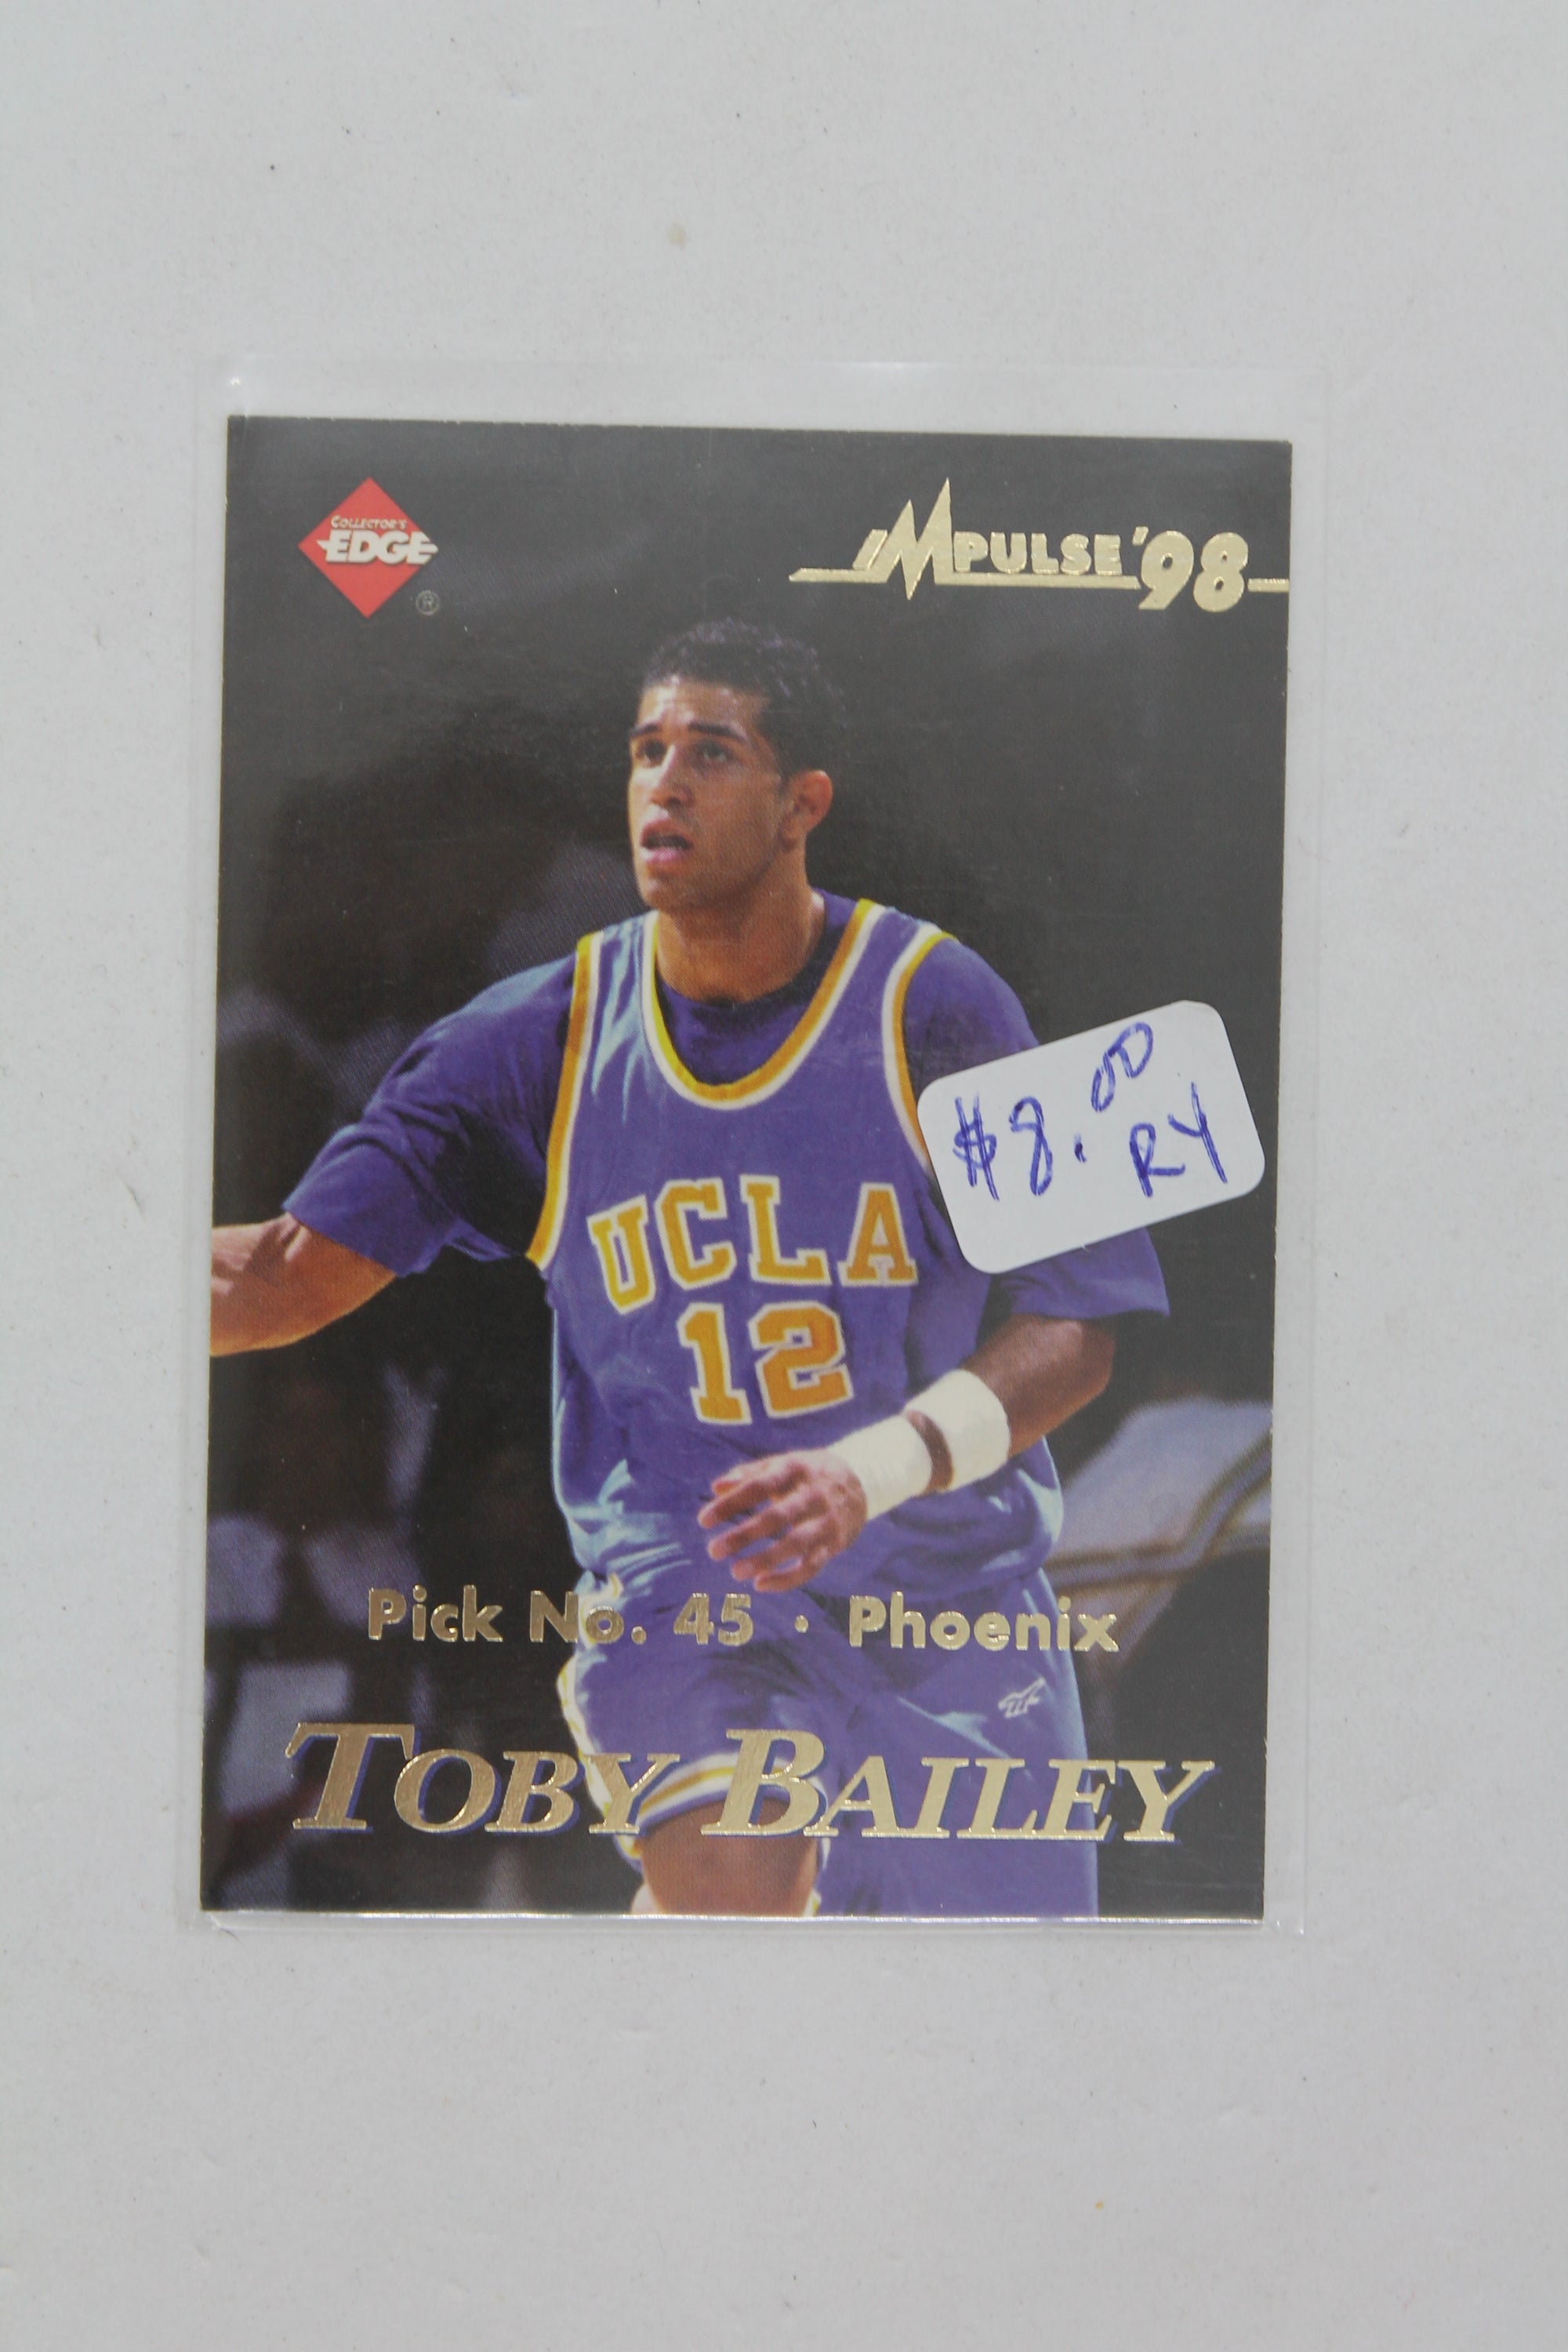 COLLECTOR'S
EDGE
®
IMPULSE '98
$8.00
RY
UCLA
12
Pick No. 45 · Phoenix
TOBY BAILEY